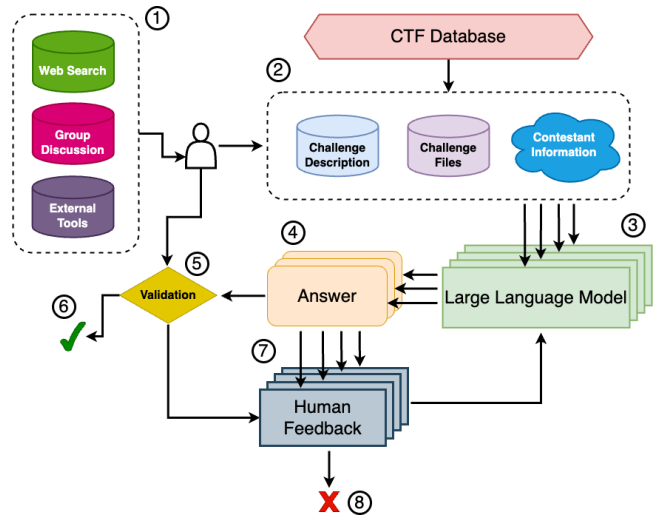 ①
Web Search
Group
Discussion
External
Tools
CTF Database
②
Challenge
Description
Challenge
Files
Contestant
Information
③
Large Language Model
④
Answer
⑤
Validation
⑥
⑦
Human
Feedback
⑧